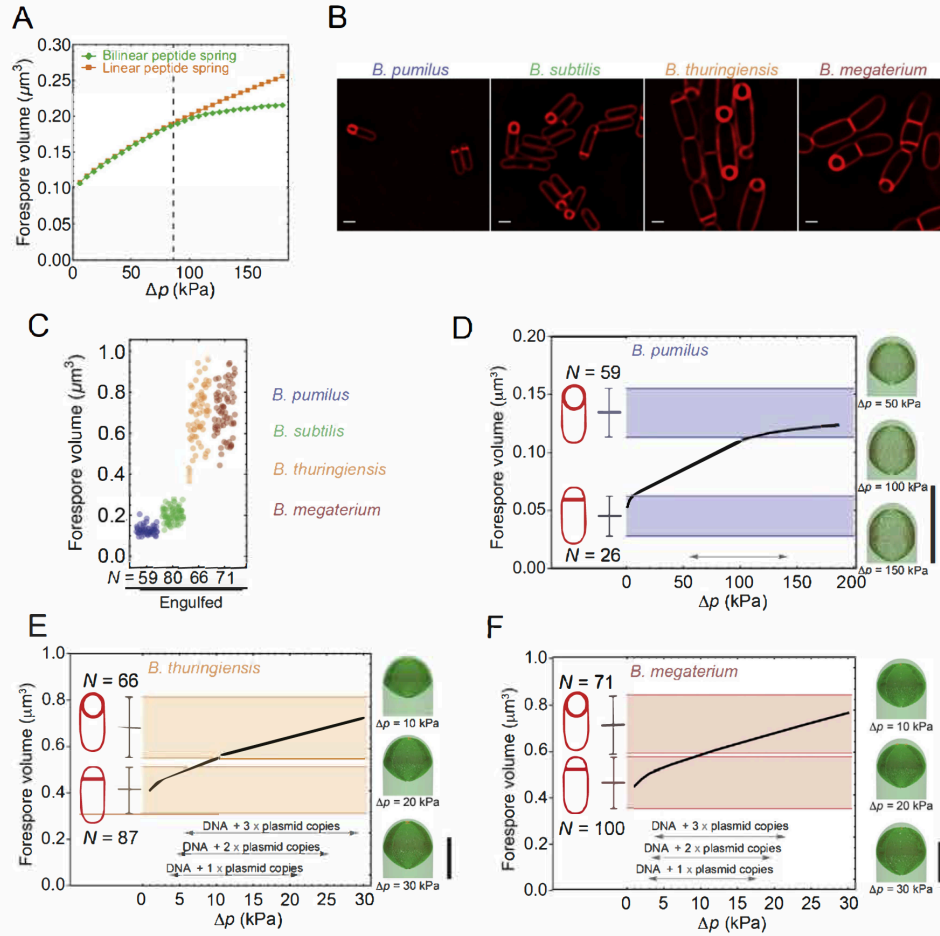 A
Forespore volume (μm³)
0.30
0.25
0.20
0.15
0.10
0.05
0.00
Bilinear peptide spring
Linear peptide spring
0 50 100 150
Δp (kPa)
B
B. pumilus B. subtilis B. thuringiensis B. megaterium
C
Forespore volume (μm³)
1.0
0.8
0.6
0.4
0.2
0.0
B. pumilus
B. subtilis
B. thuringiensis
B. megaterium
N = 59 80 66 71
Engulfed
D
Forespore volume (μm³)
0.20
0.15
0.10
0.05
0.0
B. pumilus
N = 59
N = 26
0 50 100 150 200
Δp (kPa)
Δp = 50 kPa
Δp = 100 kPa
Δp = 150 kPa
E
Forespore volume (μm³)
1.0
0.8
0.6
0.4
0.2
0.0
B. thuringiensis
N = 66
N = 87
DNA + 3 x plasmid copies
DNA + 2 x plasmid copies
DNA + 1 x plasmid copies
0 5 10 15 20 25 30
Δp (kPa)
Δp = 10 kPa
Δp = 20 kPa
Δp = 30 kPa
F
Forespore volume (μm³)
1.0
0.8
0.6
0.4
0.2
0.0
B. megaterium
N = 71
N = 100
DNA + 3 x plasmid copies
DNA + 2 x plasmid copies
DNA + 1 x plasmid copies
0 5 10 15 20 25 30
Δp (kPa)
Δp = 10 kPa
Δp = 20 kPa
Δp = 30 kPa